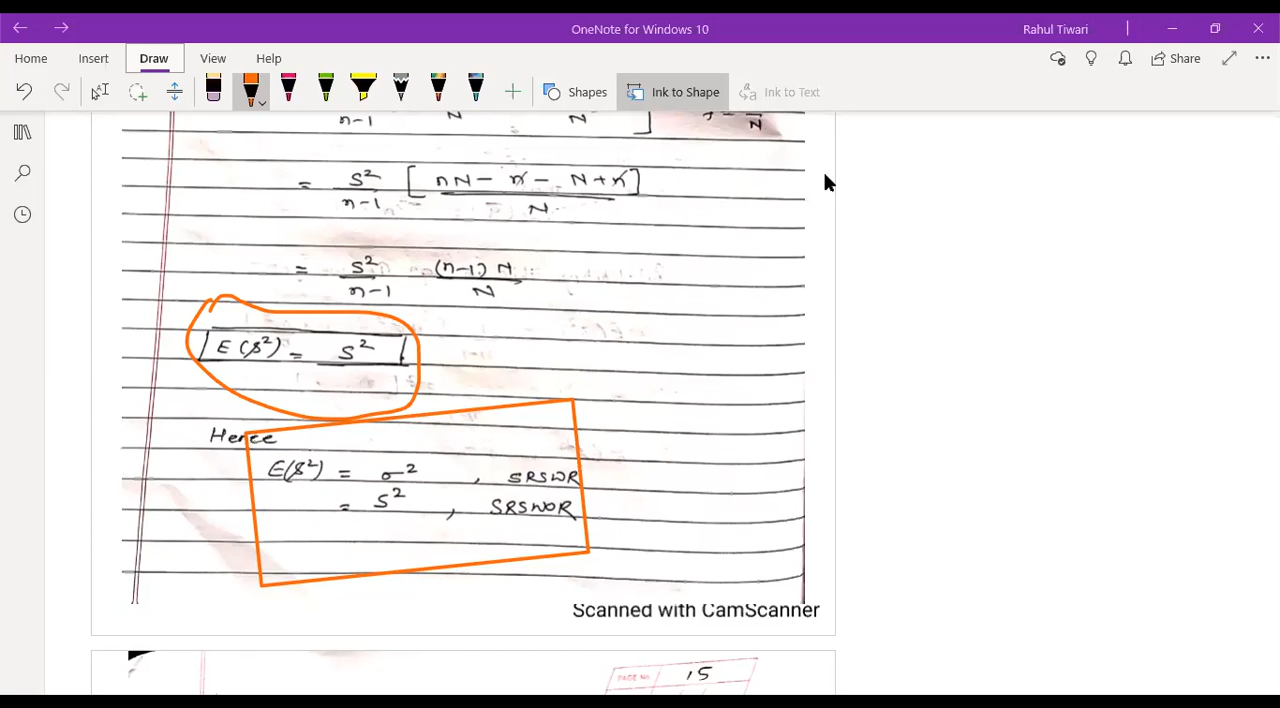 OneNote for Windows 10
Rahul Tiwari
Home Insert Draw View Help
Share
Shapes Ink to Shape Ink to Text
n-1 N N
= S² / n-1 [ nN - n - N + n / N ]
= S² / n-1 (n-1) N / N
E (s²) = S²
Hence
E(s²) = σ² , SRSWR
= S² , SRSWOR
Scanned with CamScanner
PAGE No 15